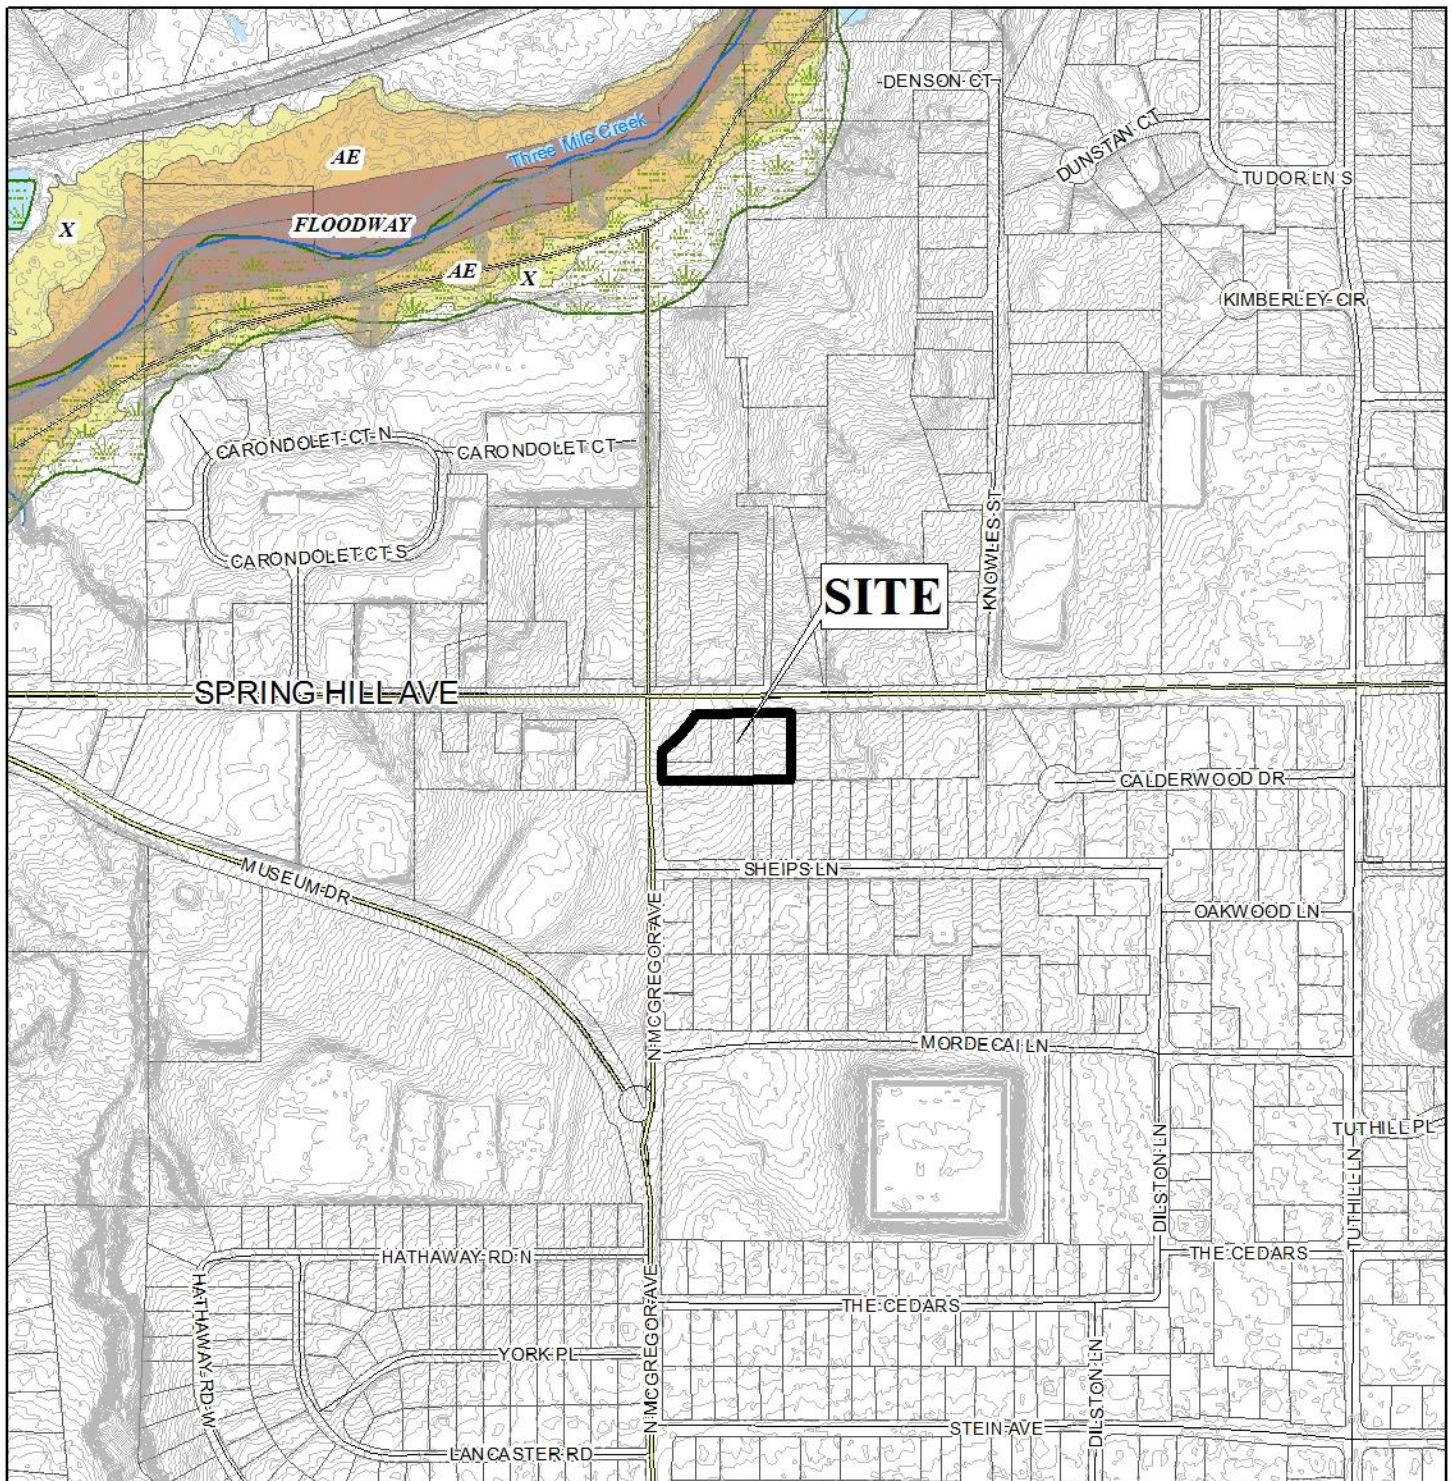 DENSON CT
DUNSTAN CT
Three Mile Creek
AE
TUDOR LN S
FLOODWAY
X
AE
X
KIMBERLEY CIR
CARONDOLET CT N
CARONDOLET CT
CARONDOLET CT S
KNOWLES ST
SITE
SPRING HILL AVE
CALDERWOOD DR
MUSEUM DR
SHEIPS LN
OAKWOOD LN
N MCGREGOR AVE
MORDECAI LN
TUTHILL PL
DILSTON LN
TUTHILL LN
HATHAWAY RD N
THE CEDARS
HATHAWAY RD W
N MCGREGOR AVE
THE CEDARS
YORK PL
DILSTON LN
STEIN AVE
LANCASTER RD